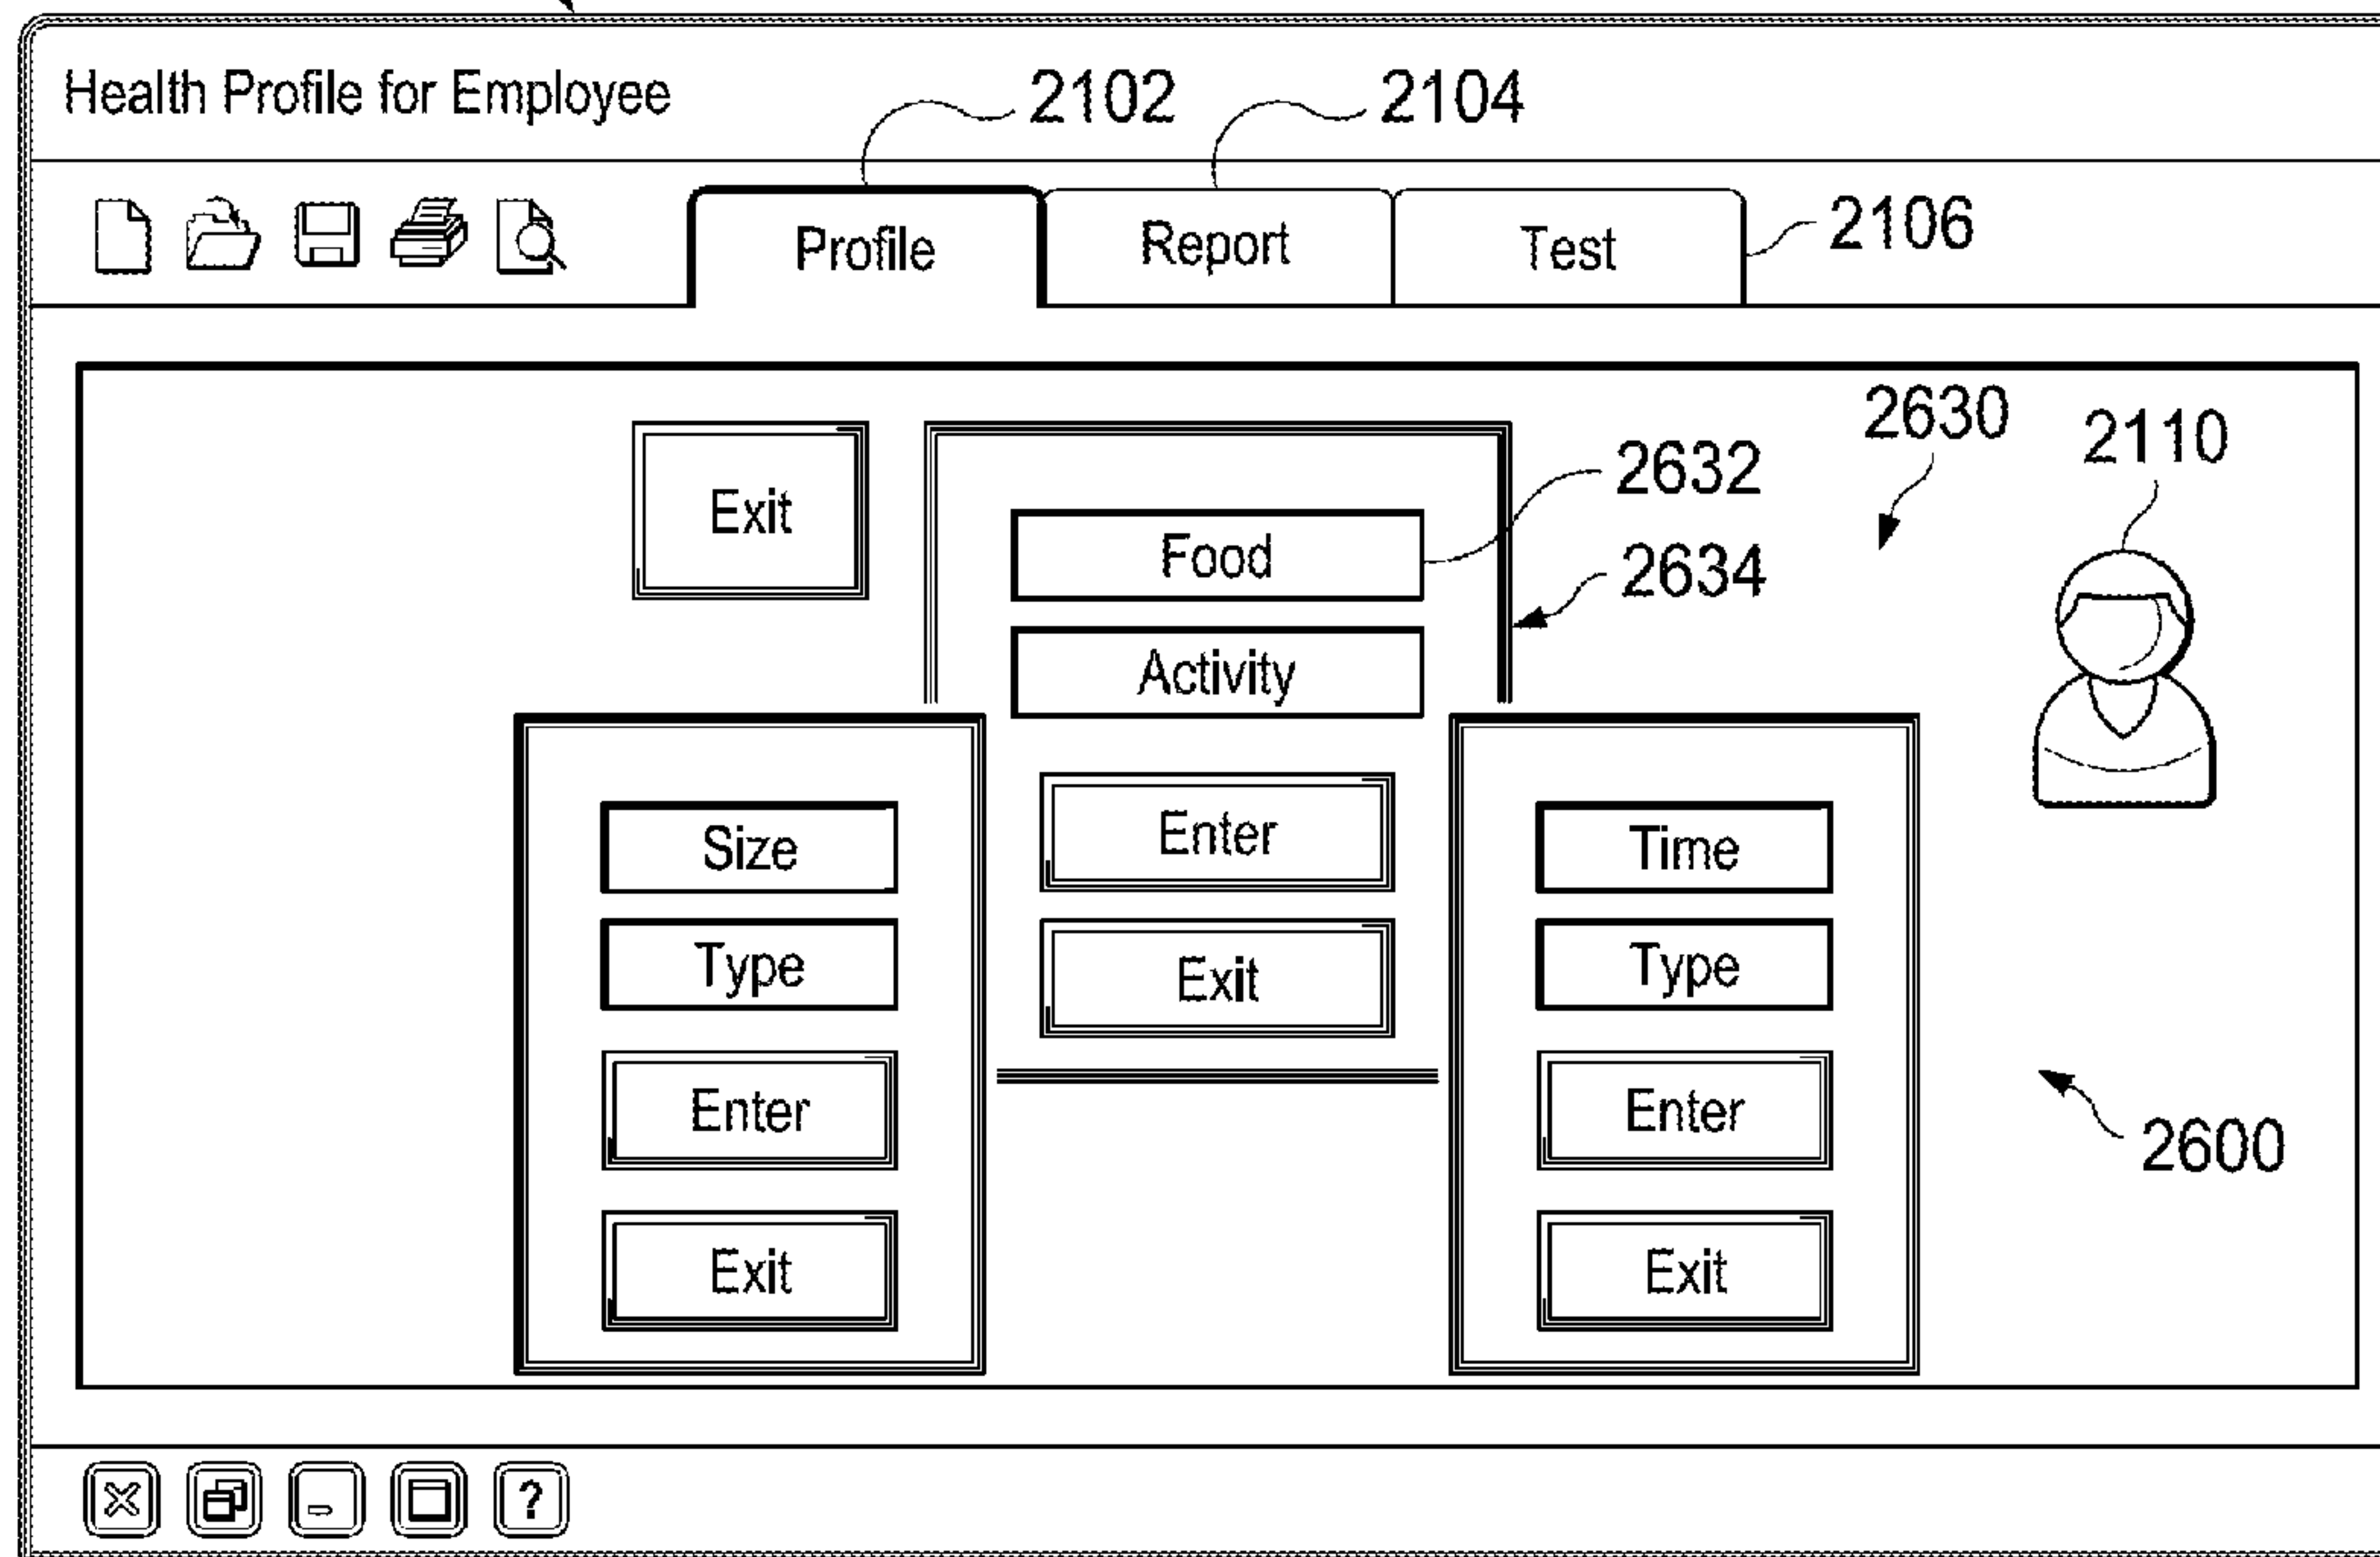 Health Profile for Employee
2102
2104
Profile
Report
Test
2106
2630
2110
Exit
2632
Food
2634
Activity
Size
Enter
Time
Type
Exit
Type
Enter
Enter
2600
Exit
Exit
?